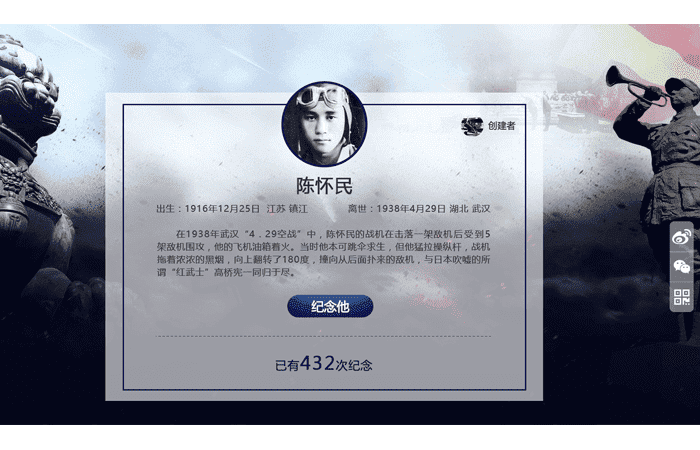 创建者
陈怀民
出生：1916年12月25日 江苏 镇江 离世：1938年4月29日 湖北 武汉
在1938年武汉“4．29空战”中，陈怀民的战机在击落一架敌机后受到5
架敌机围攻，他的飞机油箱着火。当时他本可跳伞求生，但他猛拉操纵杆，战机
拖着浓浓的黑烟，向上翻转了180度，撞向从后面扑来的敌机，与日本吹嘘的所
谓“红武士”高桥宪一同归于尽。
纪念他
已有432次纪念